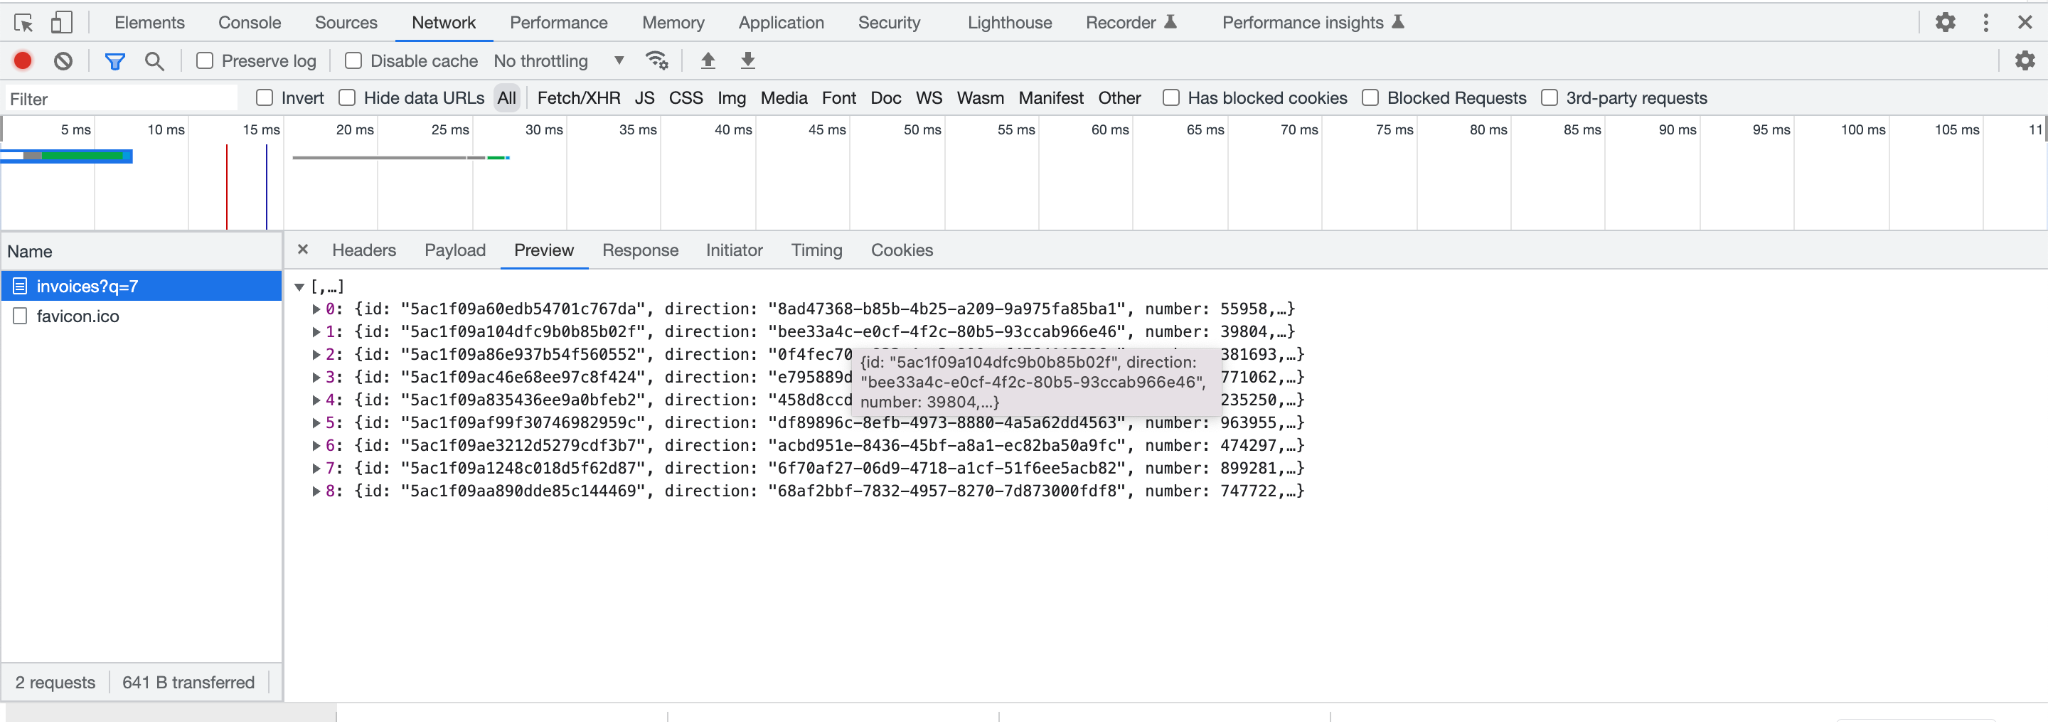 Elements Console Sources Network Performance Memory Application Security Lighthouse Recorder Performance insights
Preserve log Disable cache No throttling
Filter Invert Hide data URLs All Fetch/XHR JS CSS Img Media Font Doc WS Wasm Manifest Other Has blocked cookies Blocked Requests 3rd-party requests
5 ms 10 ms 15 ms 20 ms 25 ms 30 ms 35 ms 40 ms 45 ms 50 ms 55 ms 60 ms 65 ms 70 ms 75 ms 80 ms 85 ms 90 ms 95 ms 100 ms 105 ms 11
Name
invoices?q=7
favicon.ico
2 requests 641 B transferred
Headers Payload Preview Response Initiator Timing Cookies
[,…]
0: {id: "5ac1f09a60edb54701c767da", direction: "8ad47368-b85b-4b25-a209-9a975fa85ba1", number: 55958,…}
1: {id: "5ac1f09a104dfc9b0b85b02f", direction: "bee33a4c-e0cf-4f2c-80b5-93ccab966e46", number: 39804,…}
2: {id: "5ac1f09a86e937b54f560552", direction: "0f4fec70 381693,…}
3: {id: "5ac1f09ac46e68ee97c8f424", direction: "e795889d 771062,…}
4: {id: "5ac1f09a835436ee9a0bfeb2", direction: "458d8ccd 235250,…}
5: {id: "5ac1f09af99f30746982959c", direction: "df89896c-8efb-4973-8880-4a5a62dd4563", number: 963955,…}
6: {id: "5ac1f09ae3212d5279cdf3b7", direction: "acbd951e-8436-45bf-a8a1-ec82ba50a9fc", number: 474297,…}
7: {id: "5ac1f09a1248c018d5f62d87", direction: "6f70af27-06d9-4718-a1cf-51f6ee5acb82", number: 899281,…}
8: {id: "5ac1f09aa890dde85c144469", direction: "68af2bbf-7832-4957-8270-7d873000fdf8", number: 747722,…}
{id: "5ac1f09a104dfc9b0b85b02f", direction:
"bee33a4c-e0cf-4f2c-80b5-93ccab966e46",
number: 39804,…}